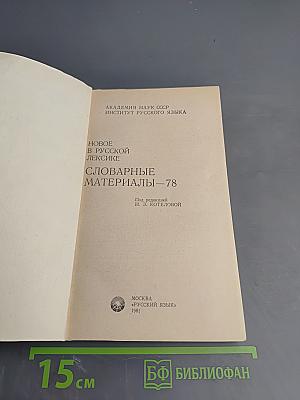 АКАДЕМИЯ НАУК СССР
ИНСТИТУТ РУССКОГО ЯЗЫКА
НОВОЕ
В РУССКОЙ
ЛЕКСИКЕ
СЛОВАРНЫЕ
МАТЕРИАЛЫ—78
Под редакцией
Н. З. КОТЕЛОВОЙ
МОСКВА
«РУССКИЙ ЯЗЫК»
1981
15 см
БФ БИБЛИОФАН